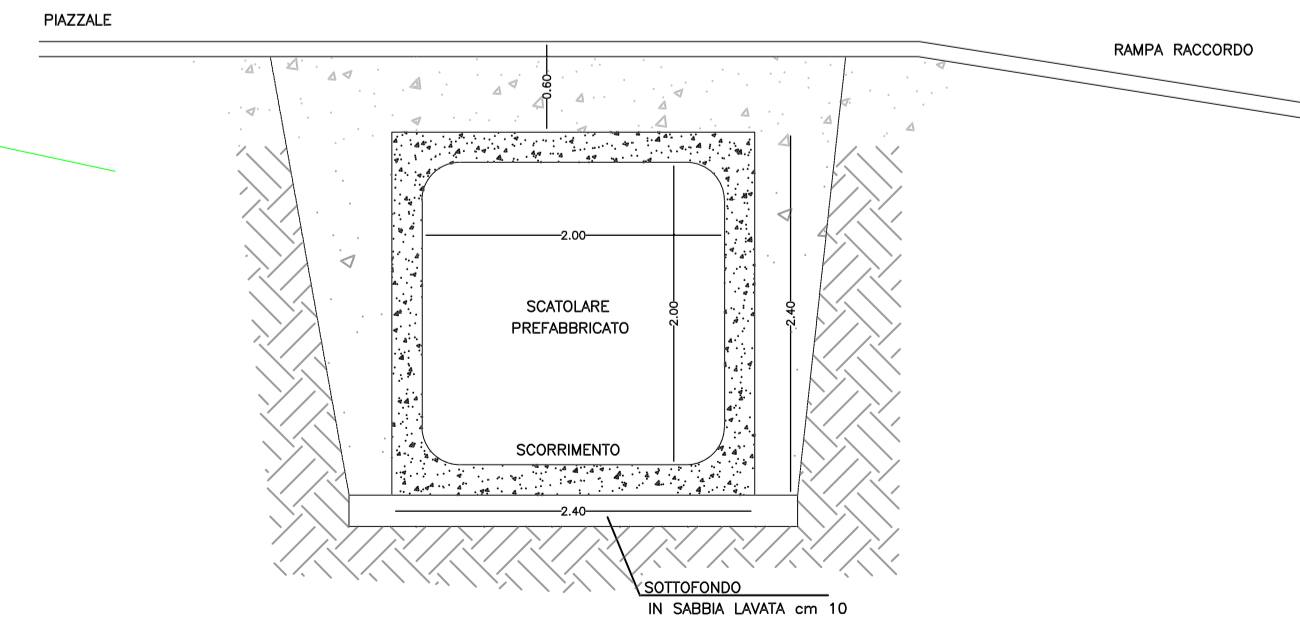 PIAZZALE
RAMPA RACCORDO
0.60
2.00
SCATOLARE
PREFABBRICATO
2.00
2.40
SCORRIMENTO
2.40
SOTTOFONDO
IN SABBIA LAVATA cm 10